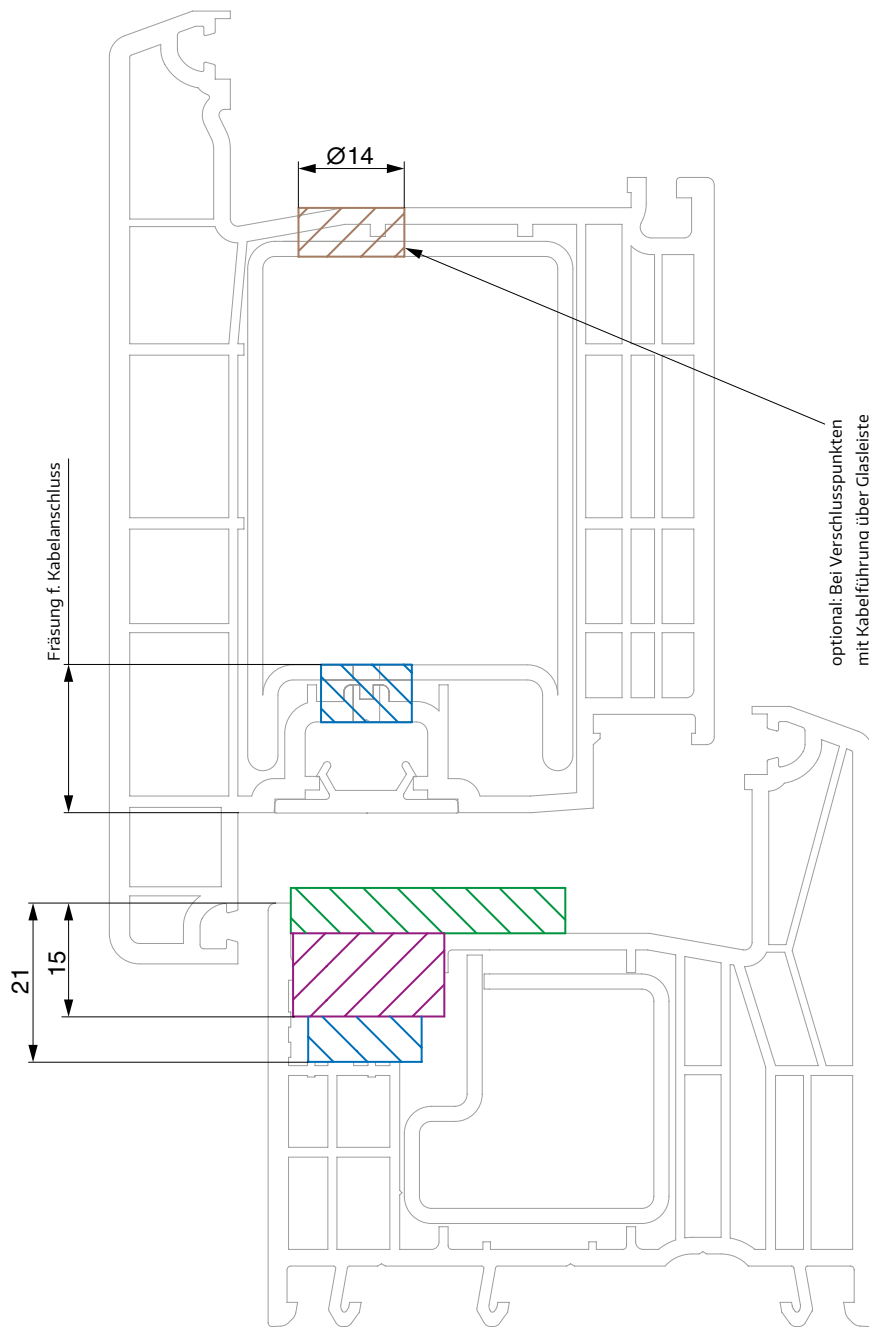 Ø14
Fräsung f. Kabelanschluss
optional: Bei Verschlusspunkten
mit Kabelführung über Glasleiste
21
15